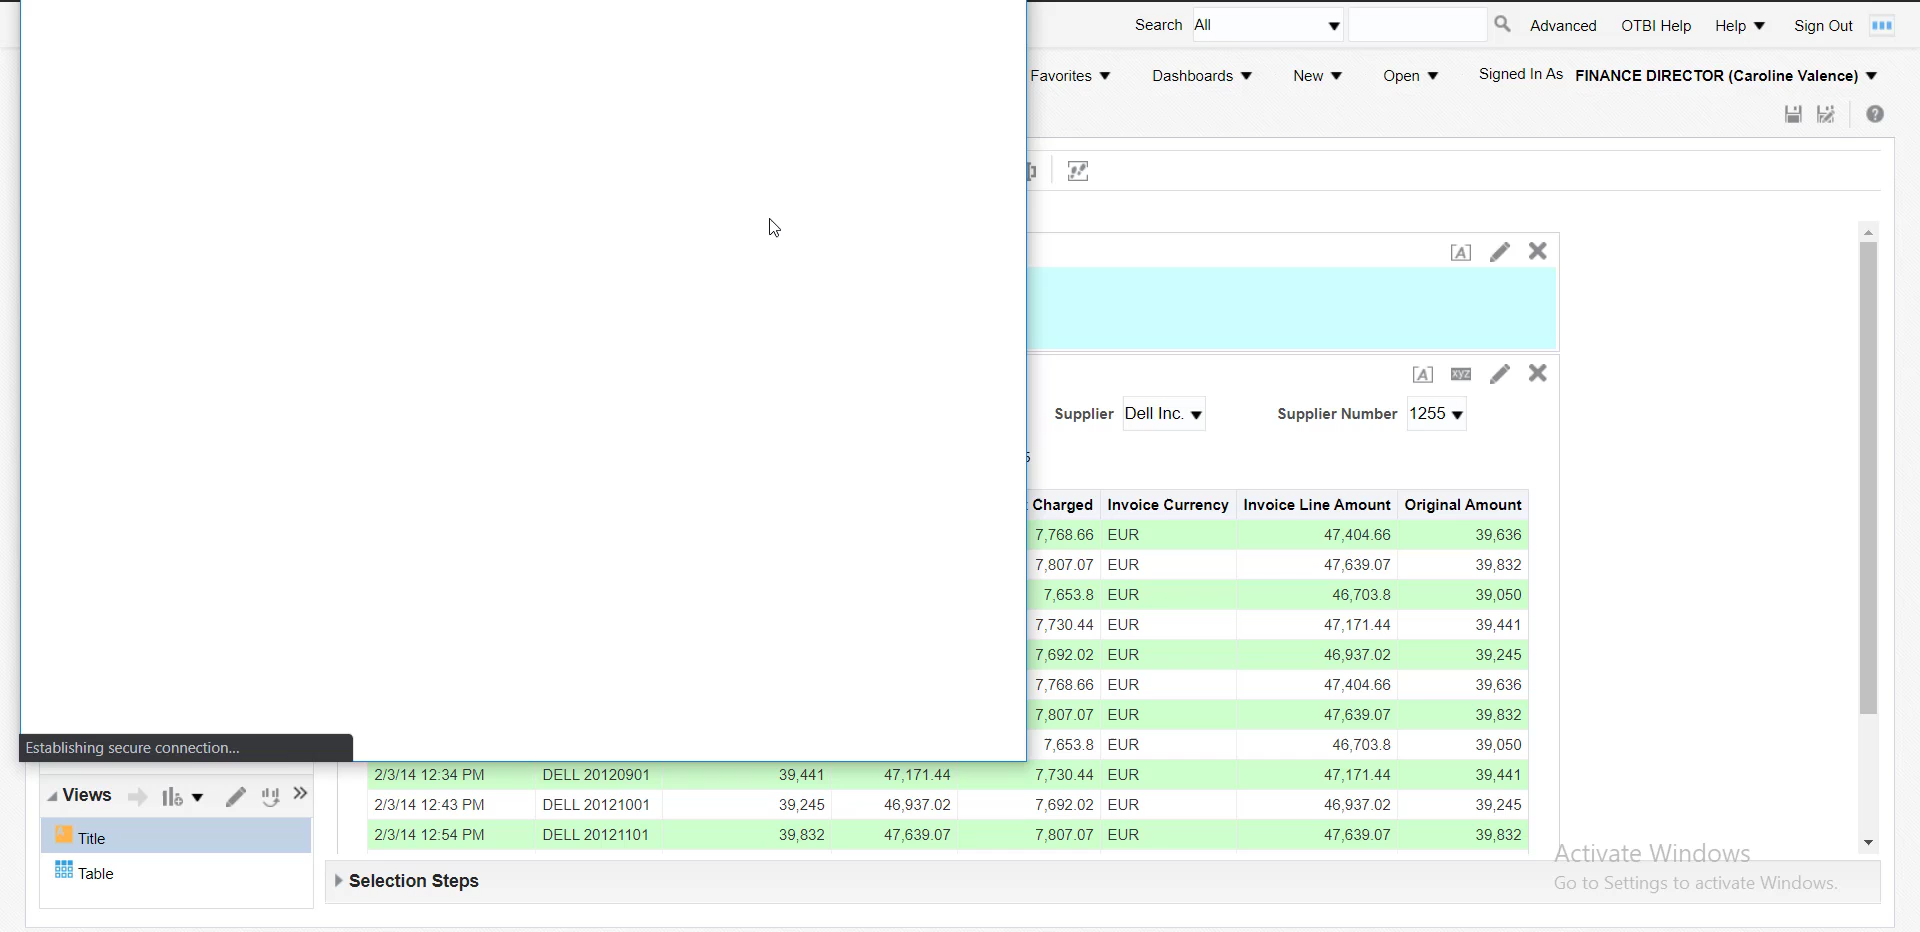 Search All Advanced OTBI Help Help Sign Out
Favorites Dashboards New Open Signed In As FINANCE DIRECTOR (Caroline Valence)
Supplier Dell Inc. Supplier Number 1255
Charged Invoice Currency Invoice Line Amount Original Amount
7,768.66 EUR 47,404.66 39,636
7,807.07 EUR 47,639.07 39,832
7,653.8 EUR 46,703.8 39,050
7,730.44 EUR 47,171.44 39,441
7,692.02 EUR 46,937.02 39,245
7,768.66 EUR 47,404.66 39,636
7,807.07 EUR 47,639.07 39,832
7,653.8 EUR 46,703.8 39,050
Establishing secure connection...
2/3/14 12:34 PM DELL 20120901 39,441 47,171.44 7,730.44 EUR 47,171.44 39,441
2/3/14 12:43 PM DELL 20121001 39,245 46,937.02 7,692.02 EUR 46,937.02 39,245
2/3/14 12:54 PM DELL 20121101 39,832 47,639.07 7,807.07 EUR 47,639.07 39,832
Views
Title
Table
Selection Steps
Activate Windows
Go to Settings to activate Windows.